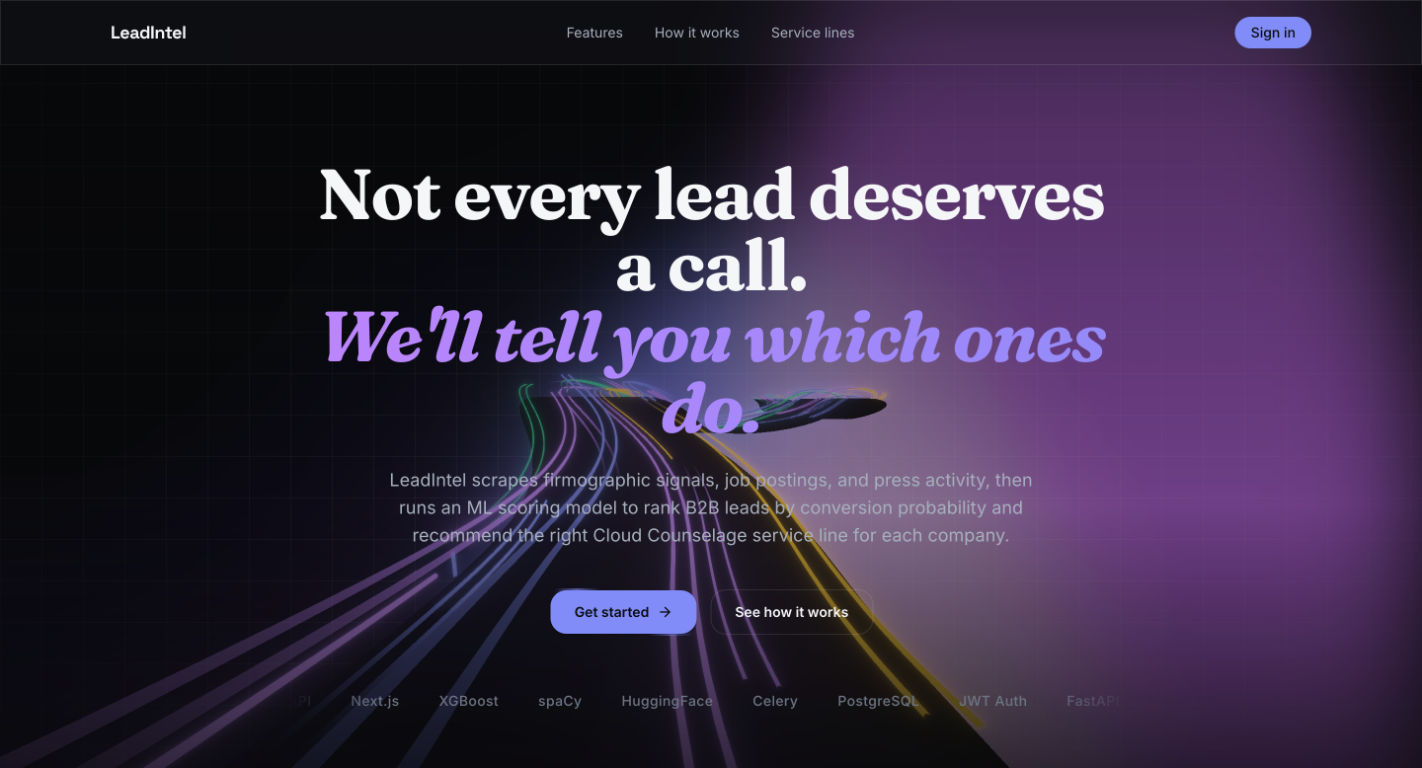 LeadIntel
Features
How it works
Service lines
Sign in
Not every lead deserves
a call.
We'll tell you which ones
do.
LeadIntel scrapes firmographic signals, job postings, and press activity, then
runs an ML scoring model to rank B2B leads by conversion probability and
recommend the right Cloud Counselage service line for each company.
Get started →
See how it works
PI Next.js XGBoost spaCy HuggingFace Celery PostgreSQL JWT Auth FastAPI